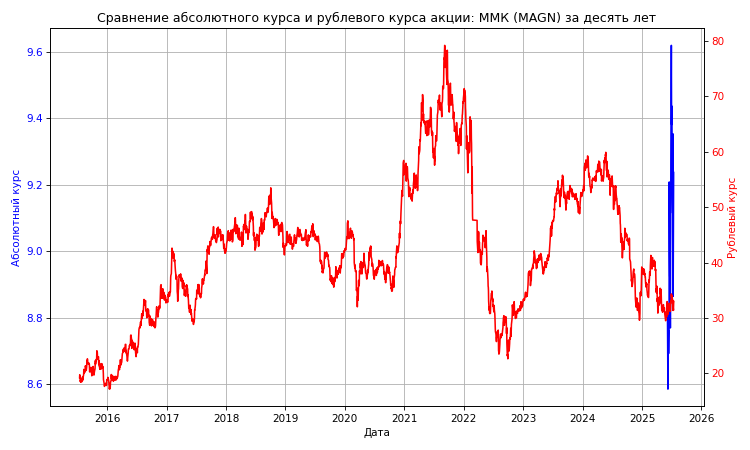 Сравнение абсолютного курса и рублевого курса акции: ММК (MAGN) за десять лет
9.6
9.4
9.2
9.0
8.8
8.6
Абсолютный курс
80
70
60
50
40
30
20
Рублевый курс
2016 2017 2018 2019 2020 2021 2022 2023 2024 2025 2026
Дата